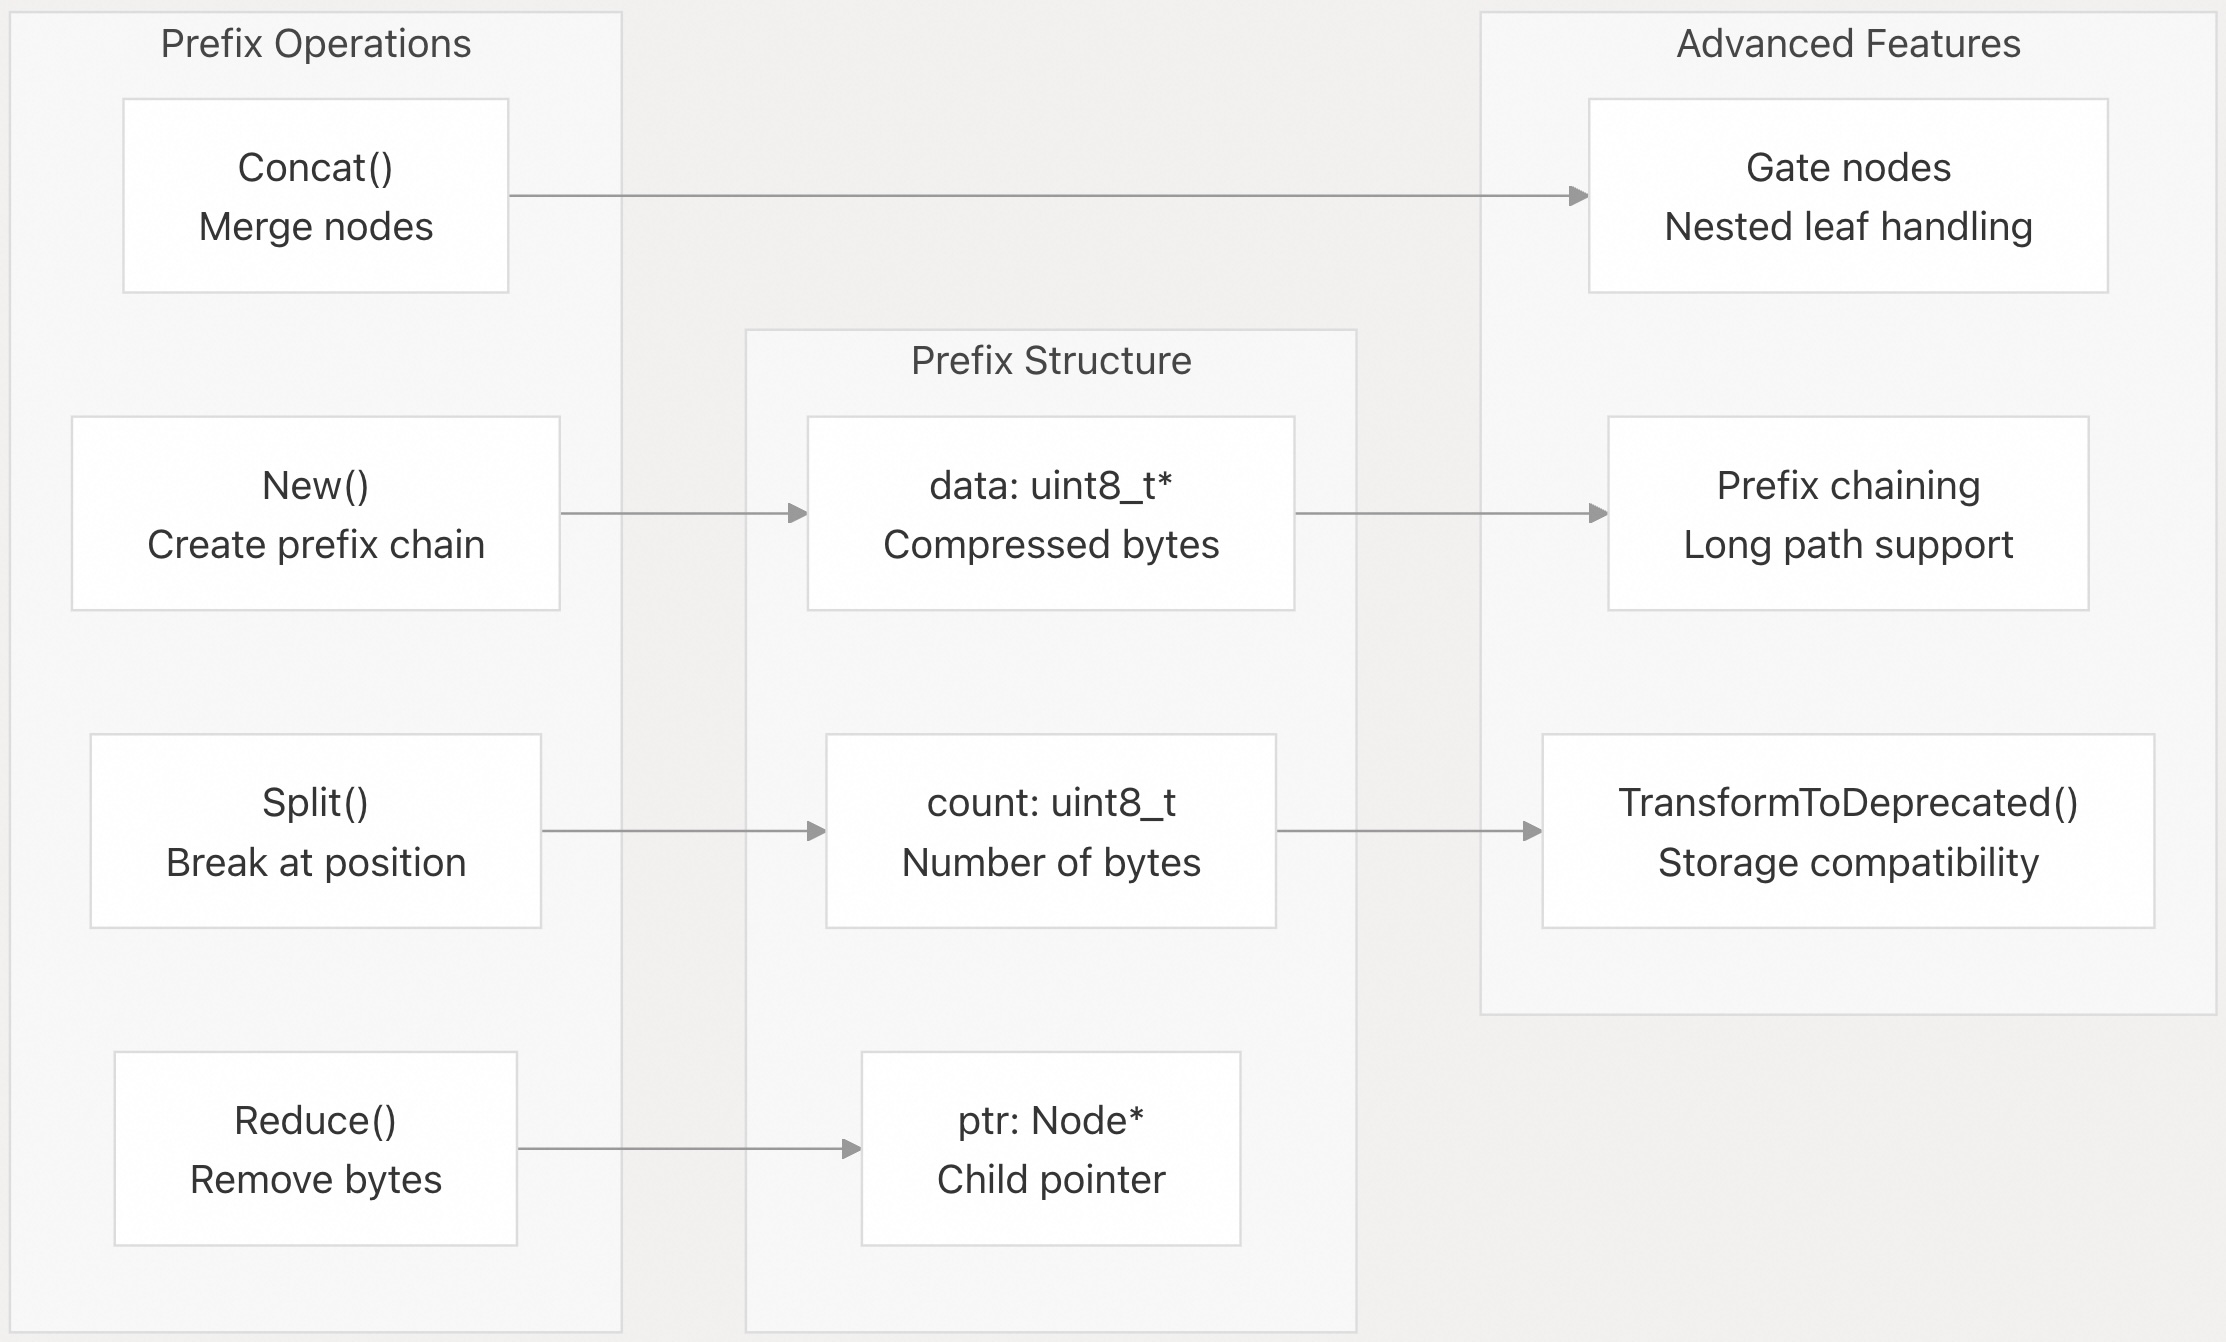 Prefix Operations
Concat()
Merge nodes
New()
Create prefix chain
Split()
Break at position
Reduce()
Remove bytes
Prefix Structure
data: uint8_t*
Compressed bytes
count: uint8_t
Number of bytes
ptr: Node*
Child pointer
Advanced Features
Gate nodes
Nested leaf handling
Prefix chaining
Long path support
TransformToDeprecated()
Storage compatibility